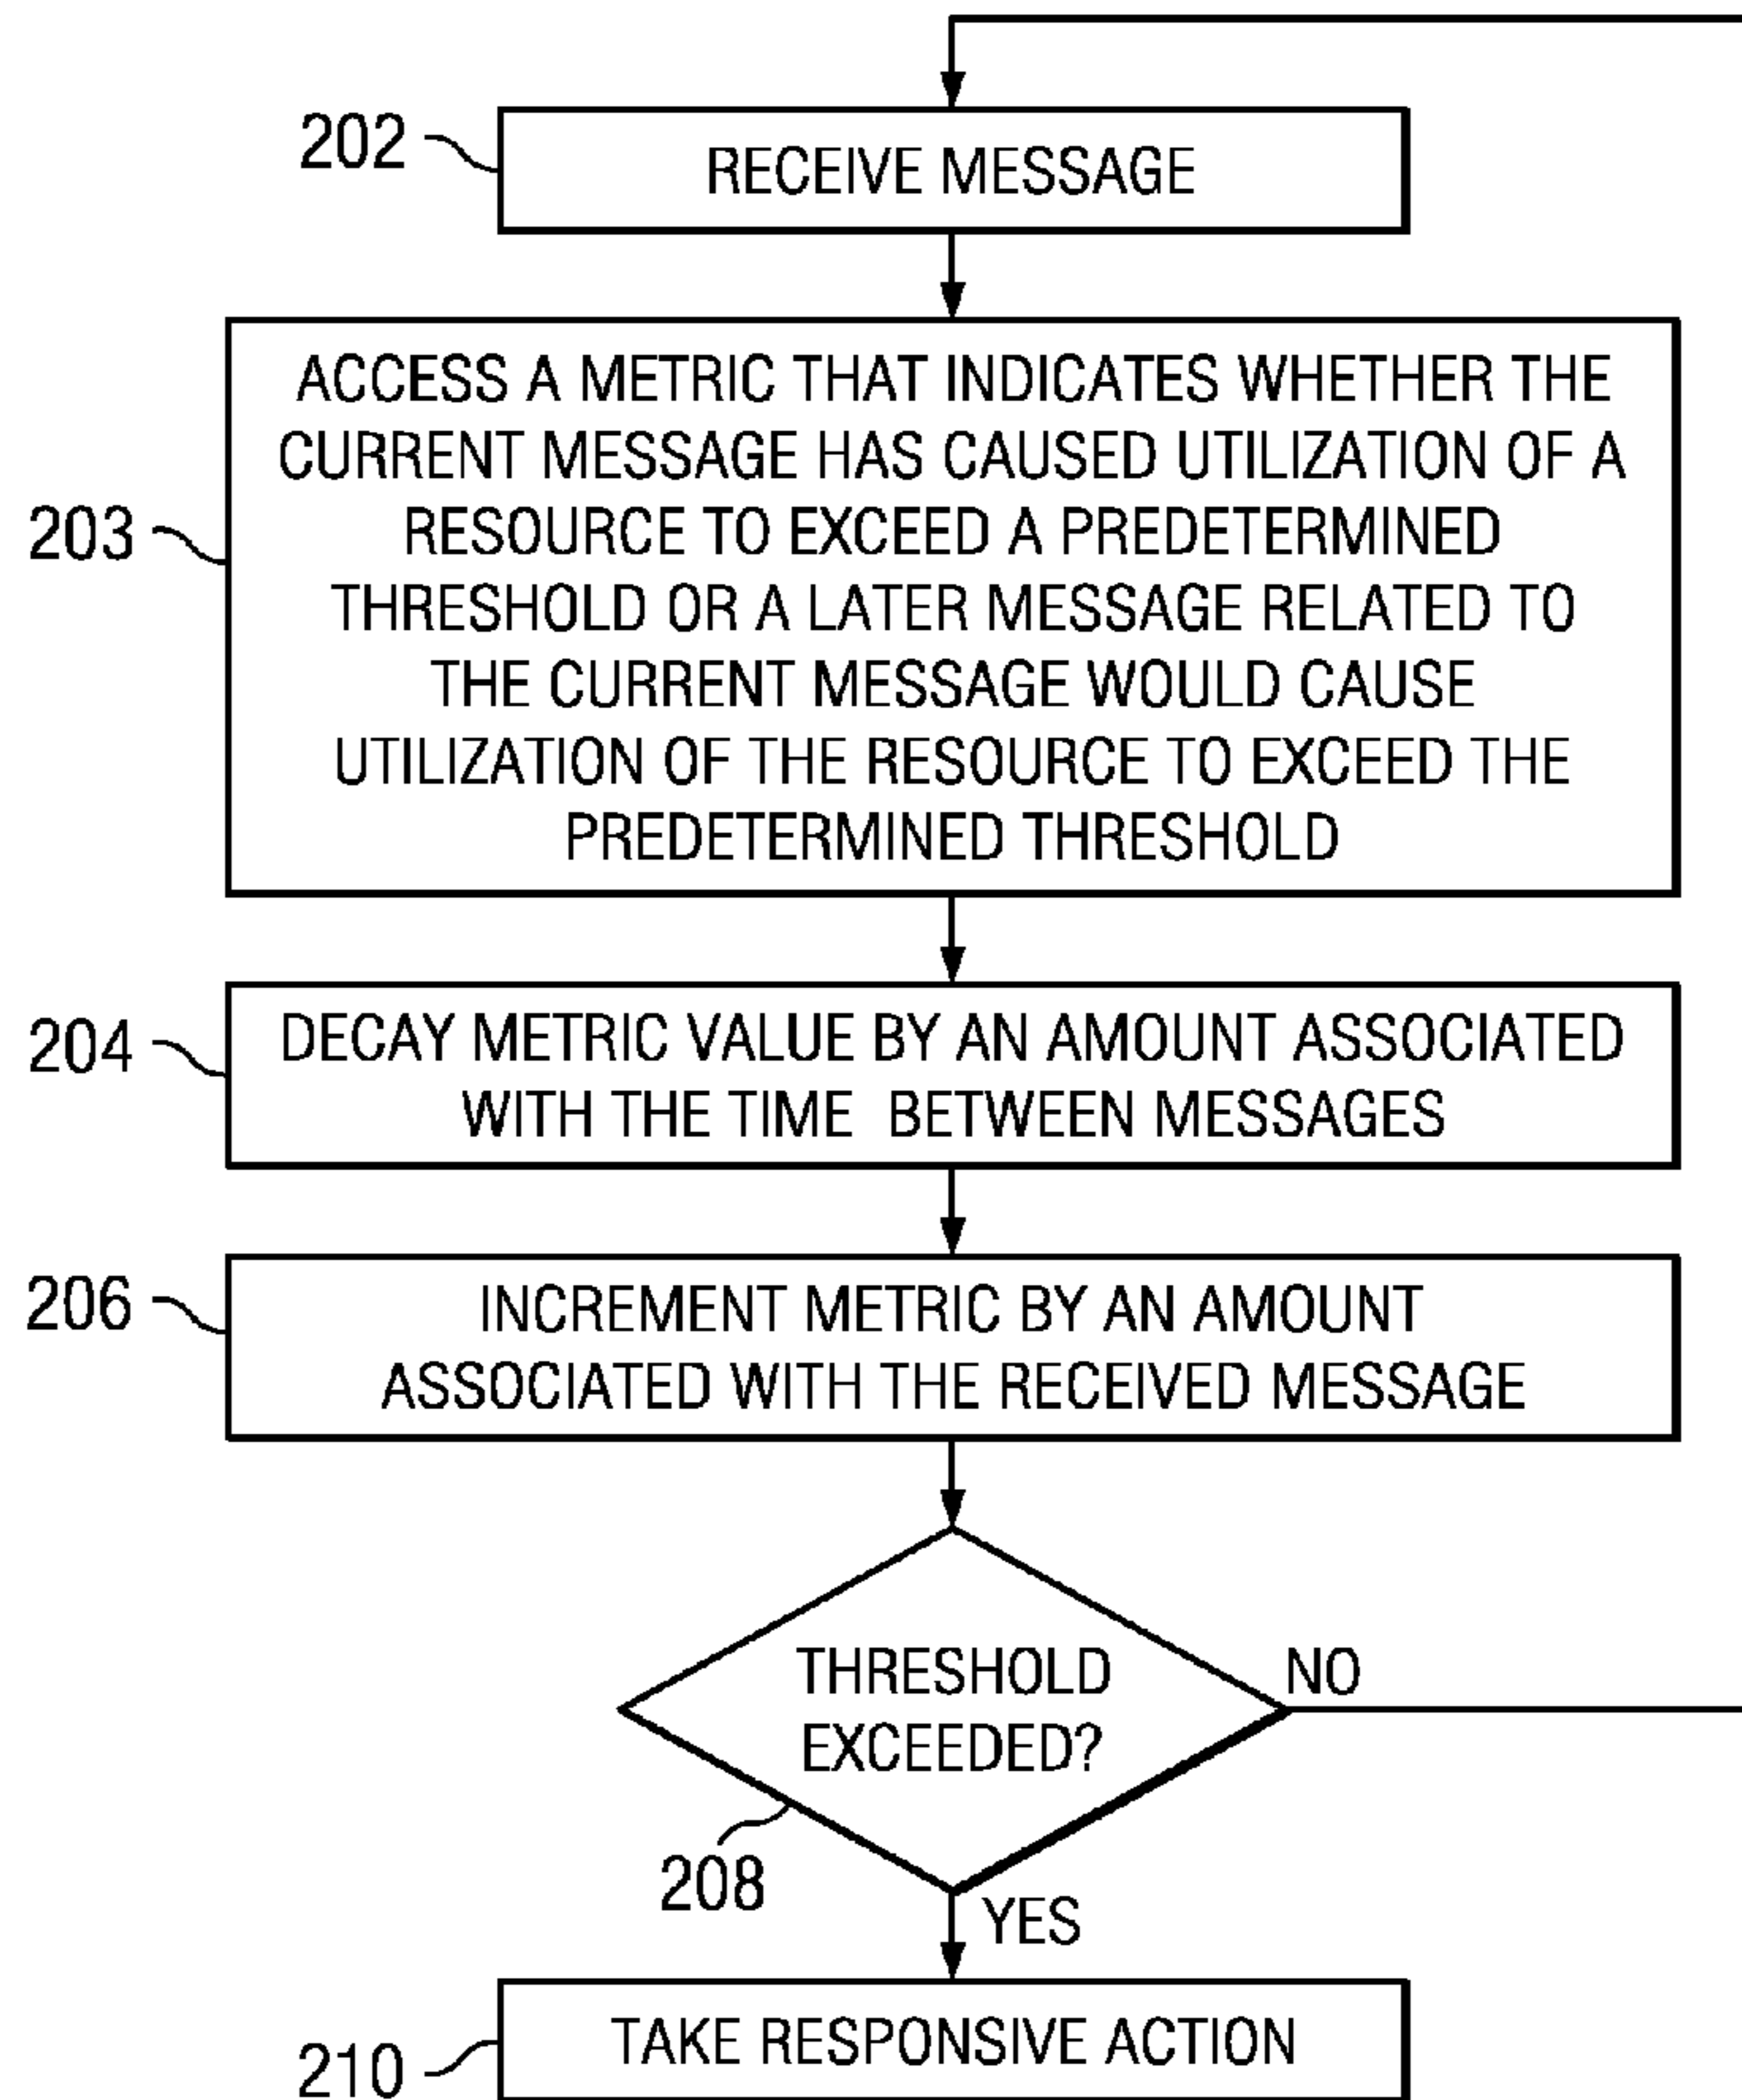 202
RECEIVE MESSAGE
203
ACCESS A METRIC THAT INDICATES WHETHER THE
CURRENT MESSAGE HAS CAUSED UTILIZATION OF A
RESOURCE TO EXCEED A PREDETERMINED
THRESHOLD OR A LATER MESSAGE RELATED TO
THE CURRENT MESSAGE WOULD CAUSE
UTILIZATION OF THE RESOURCE TO EXCEED THE
PREDETERMINED THRESHOLD
204
DECAY METRIC VALUE BY AN AMOUNT ASSOCIATED
WITH THE TIME BETWEEN MESSAGES
206
INCREMENT METRIC BY AN AMOUNT
ASSOCIATED WITH THE RECEIVED MESSAGE
THRESHOLD
EXCEEDED?
NO
208
YES
210
TAKE RESPONSIVE ACTION